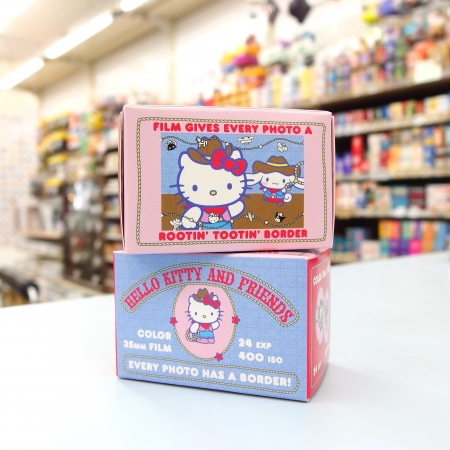 FILM GIVES EVERY PHOTO A
ROOTIN' TOOTIN' BORDER
HELLO KITTY AND FRIENDS
COLOR
35MM FILM
24 EXP
400 ISO
EVERY PHOTO HAS A BORDER!